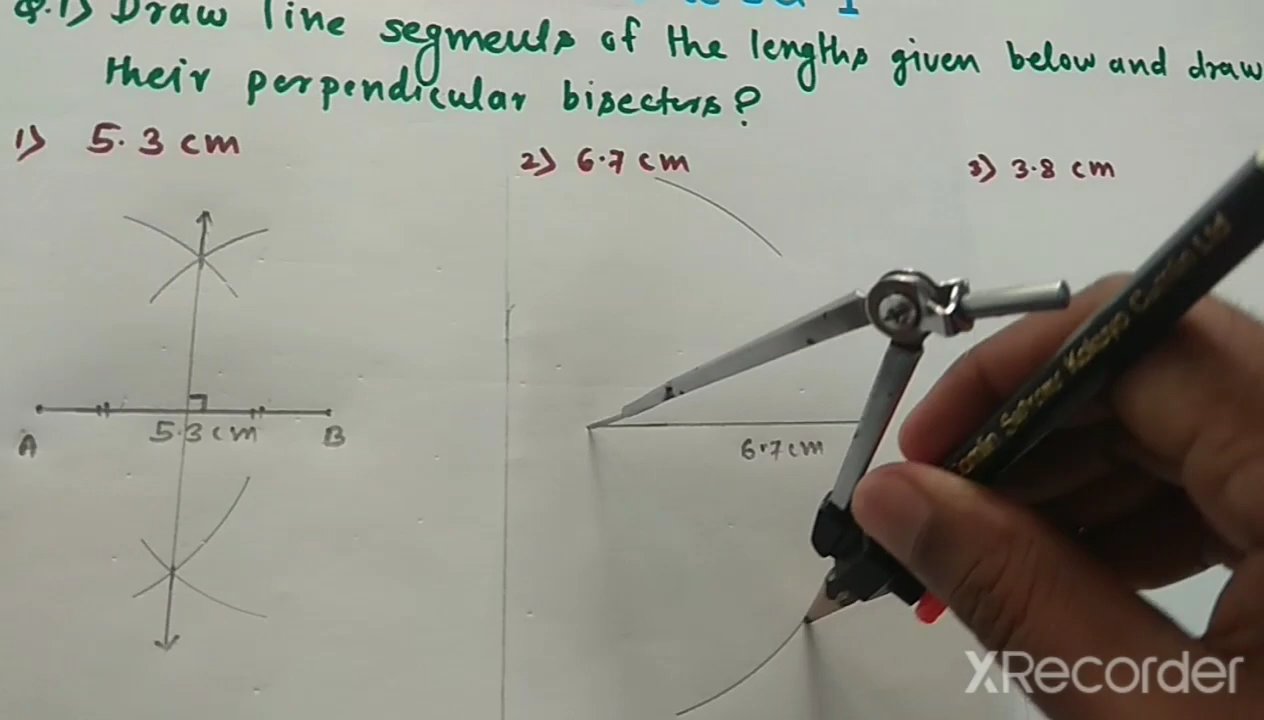 Q.1) Draw line segments of the lengths given below and draw
their perpendicular bisectors?
1) 5.3 cm
2) 6.7 cm
3) 3.8 cm
A
5.3 cm
B
6.7 cm
XRecorder